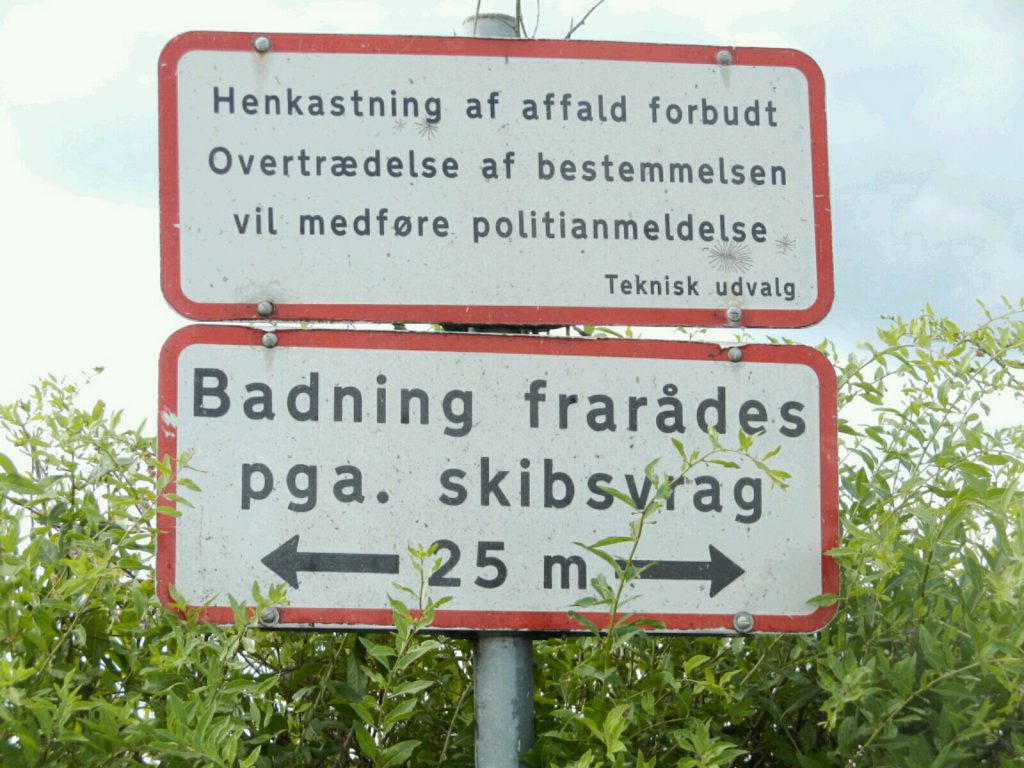 Henkastning af affald forbudt
Overtrædelse af bestemmelsen
vil medføre politianmeldelse
Teknisk udvalg
Badning frarådes
pga. skibsvrag
25 m